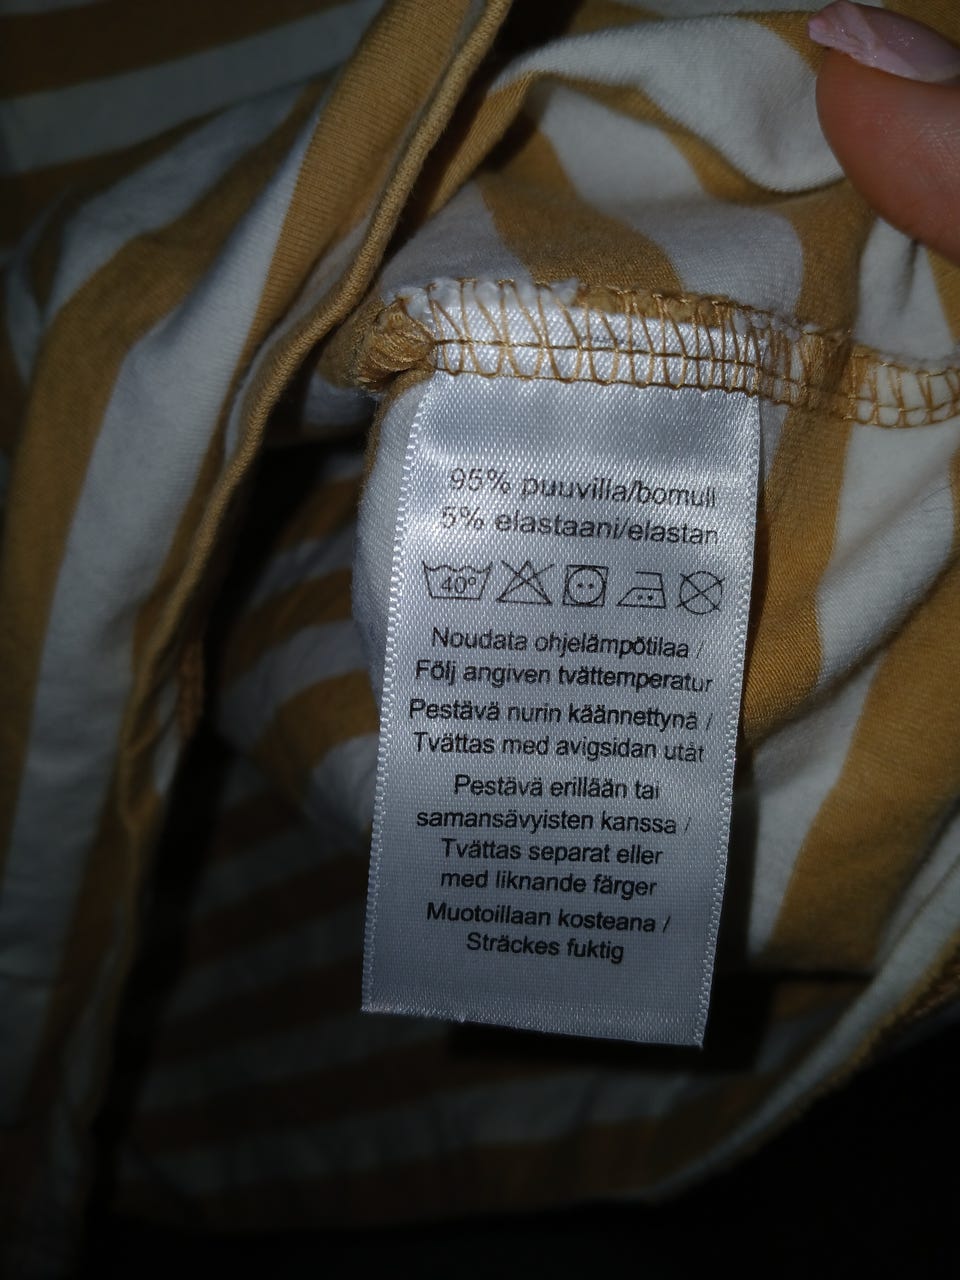 95% puuvilla/bomull
5% elastaani/elastan
40°
Noudata ohjelämpötilaa /
Följ angiven tvättemperatur
Pestävä nurin käännettynä /
Tvättas med avigsidan utåt
Pestävä erillään tai
samansävyisten kanssa /
Tvättas separat eller
med liknande färger
Muotoillaan kosteana /
Sträckes fuktig